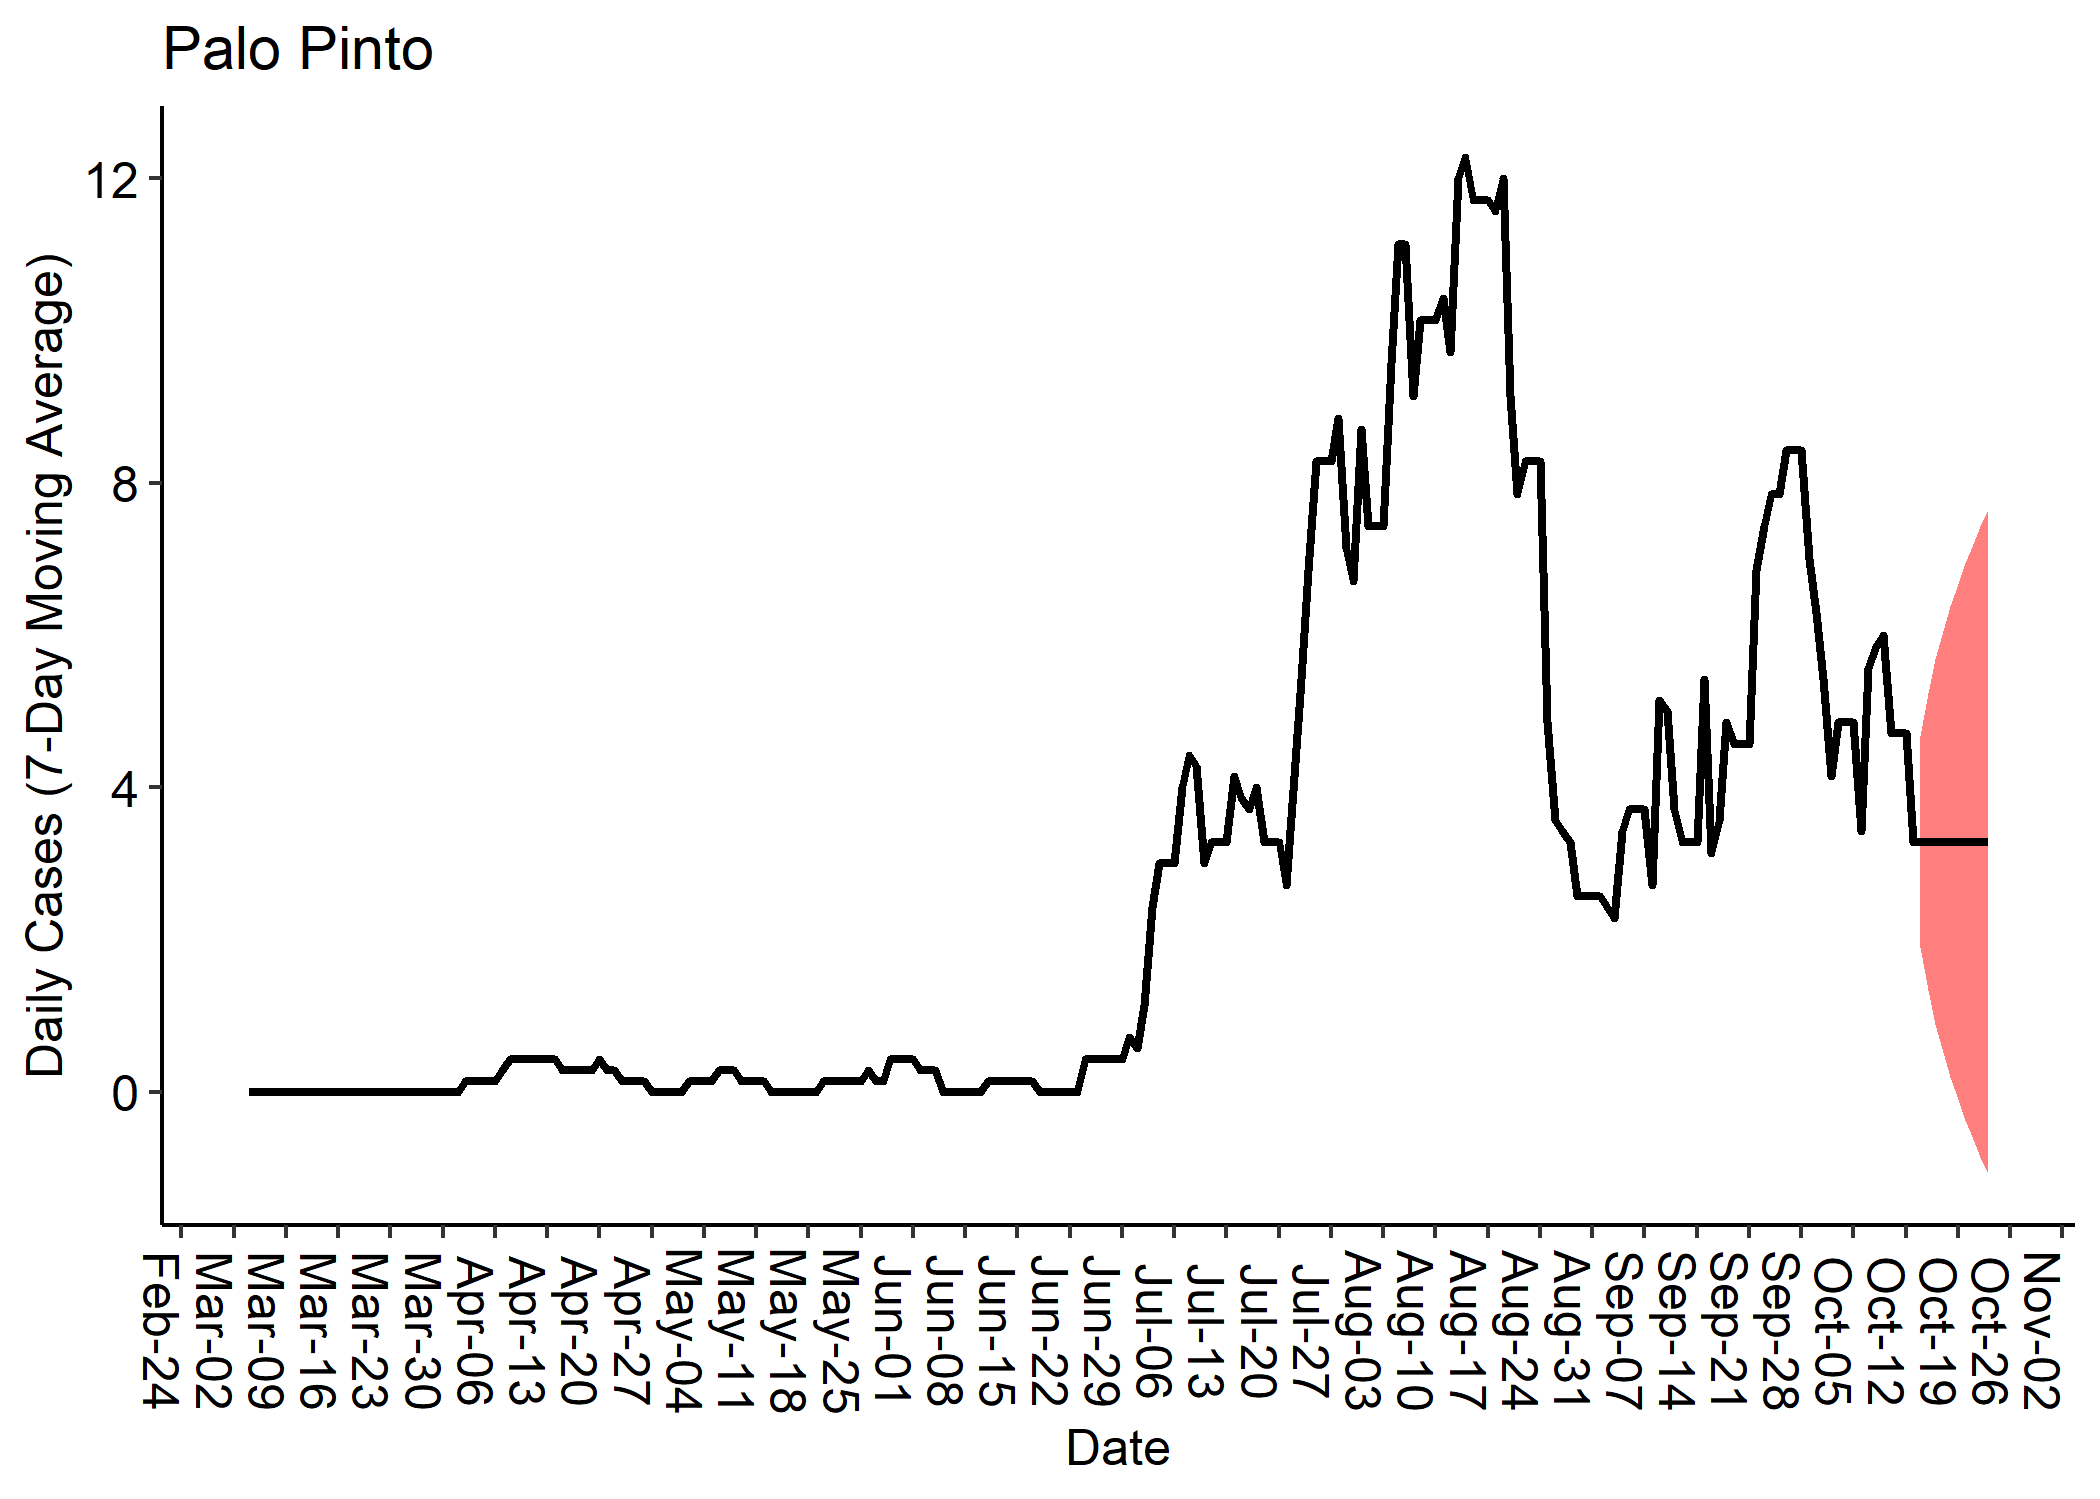 Palo Pinto
Daily Cases (7-Day Moving Average)
12
8
4
0
Feb-24
Mar-02
Mar-09
Mar-16
Mar-23
Mar-30
Apr-06
Apr-13
Apr-20
Apr-27
May-04
May-11
May-18
May-25
Jun-01
Jun-08
Jun-15
Jun-22
Jun-29
Jul-06
Jul-13
Jul-20
Jul-27
Aug-03
Aug-10
Aug-17
Aug-24
Aug-31
Sep-07
Sep-14
Sep-21
Sep-28
Oct-05
Oct-12
Oct-19
Oct-26
Nov-02
Date